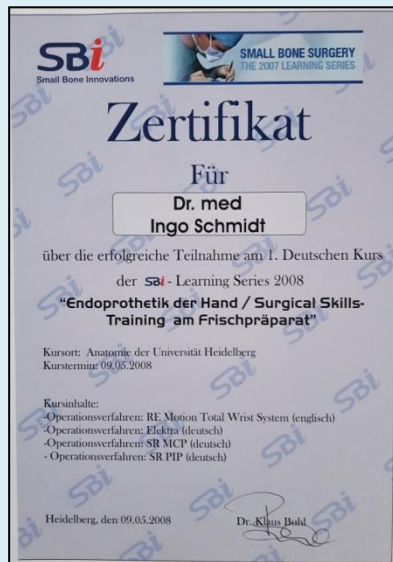 SBi
Small Bone Innovations
SMALL BONE SURGERY
THE 2007 LEARNING SERIES
Zertifikat
Für
Dr. med
Ingo Schmidt
über die erfolgreiche Teilnahme am 1. Deutschen Kurs
der SBi - Learning Series 2008
"Endoprothetik der Hand / Surgical Skills-
Training am Frischpräparat"
Kursort: Anatomie der Universität Heidelberg
Kurstermin: 09.05.2008
Kursinhalte:
-Operationsverfahren: RE Motion Total Wrist System (englisch)
-Operationsverfahren: Elektra (deutsch)
-Operationsverfahren: SR MCP (deutsch)
- Operationsverfahren: SR PIP (deutsch)
Heidelberg, den 09.05.2008 Dr. Klaus Buhl